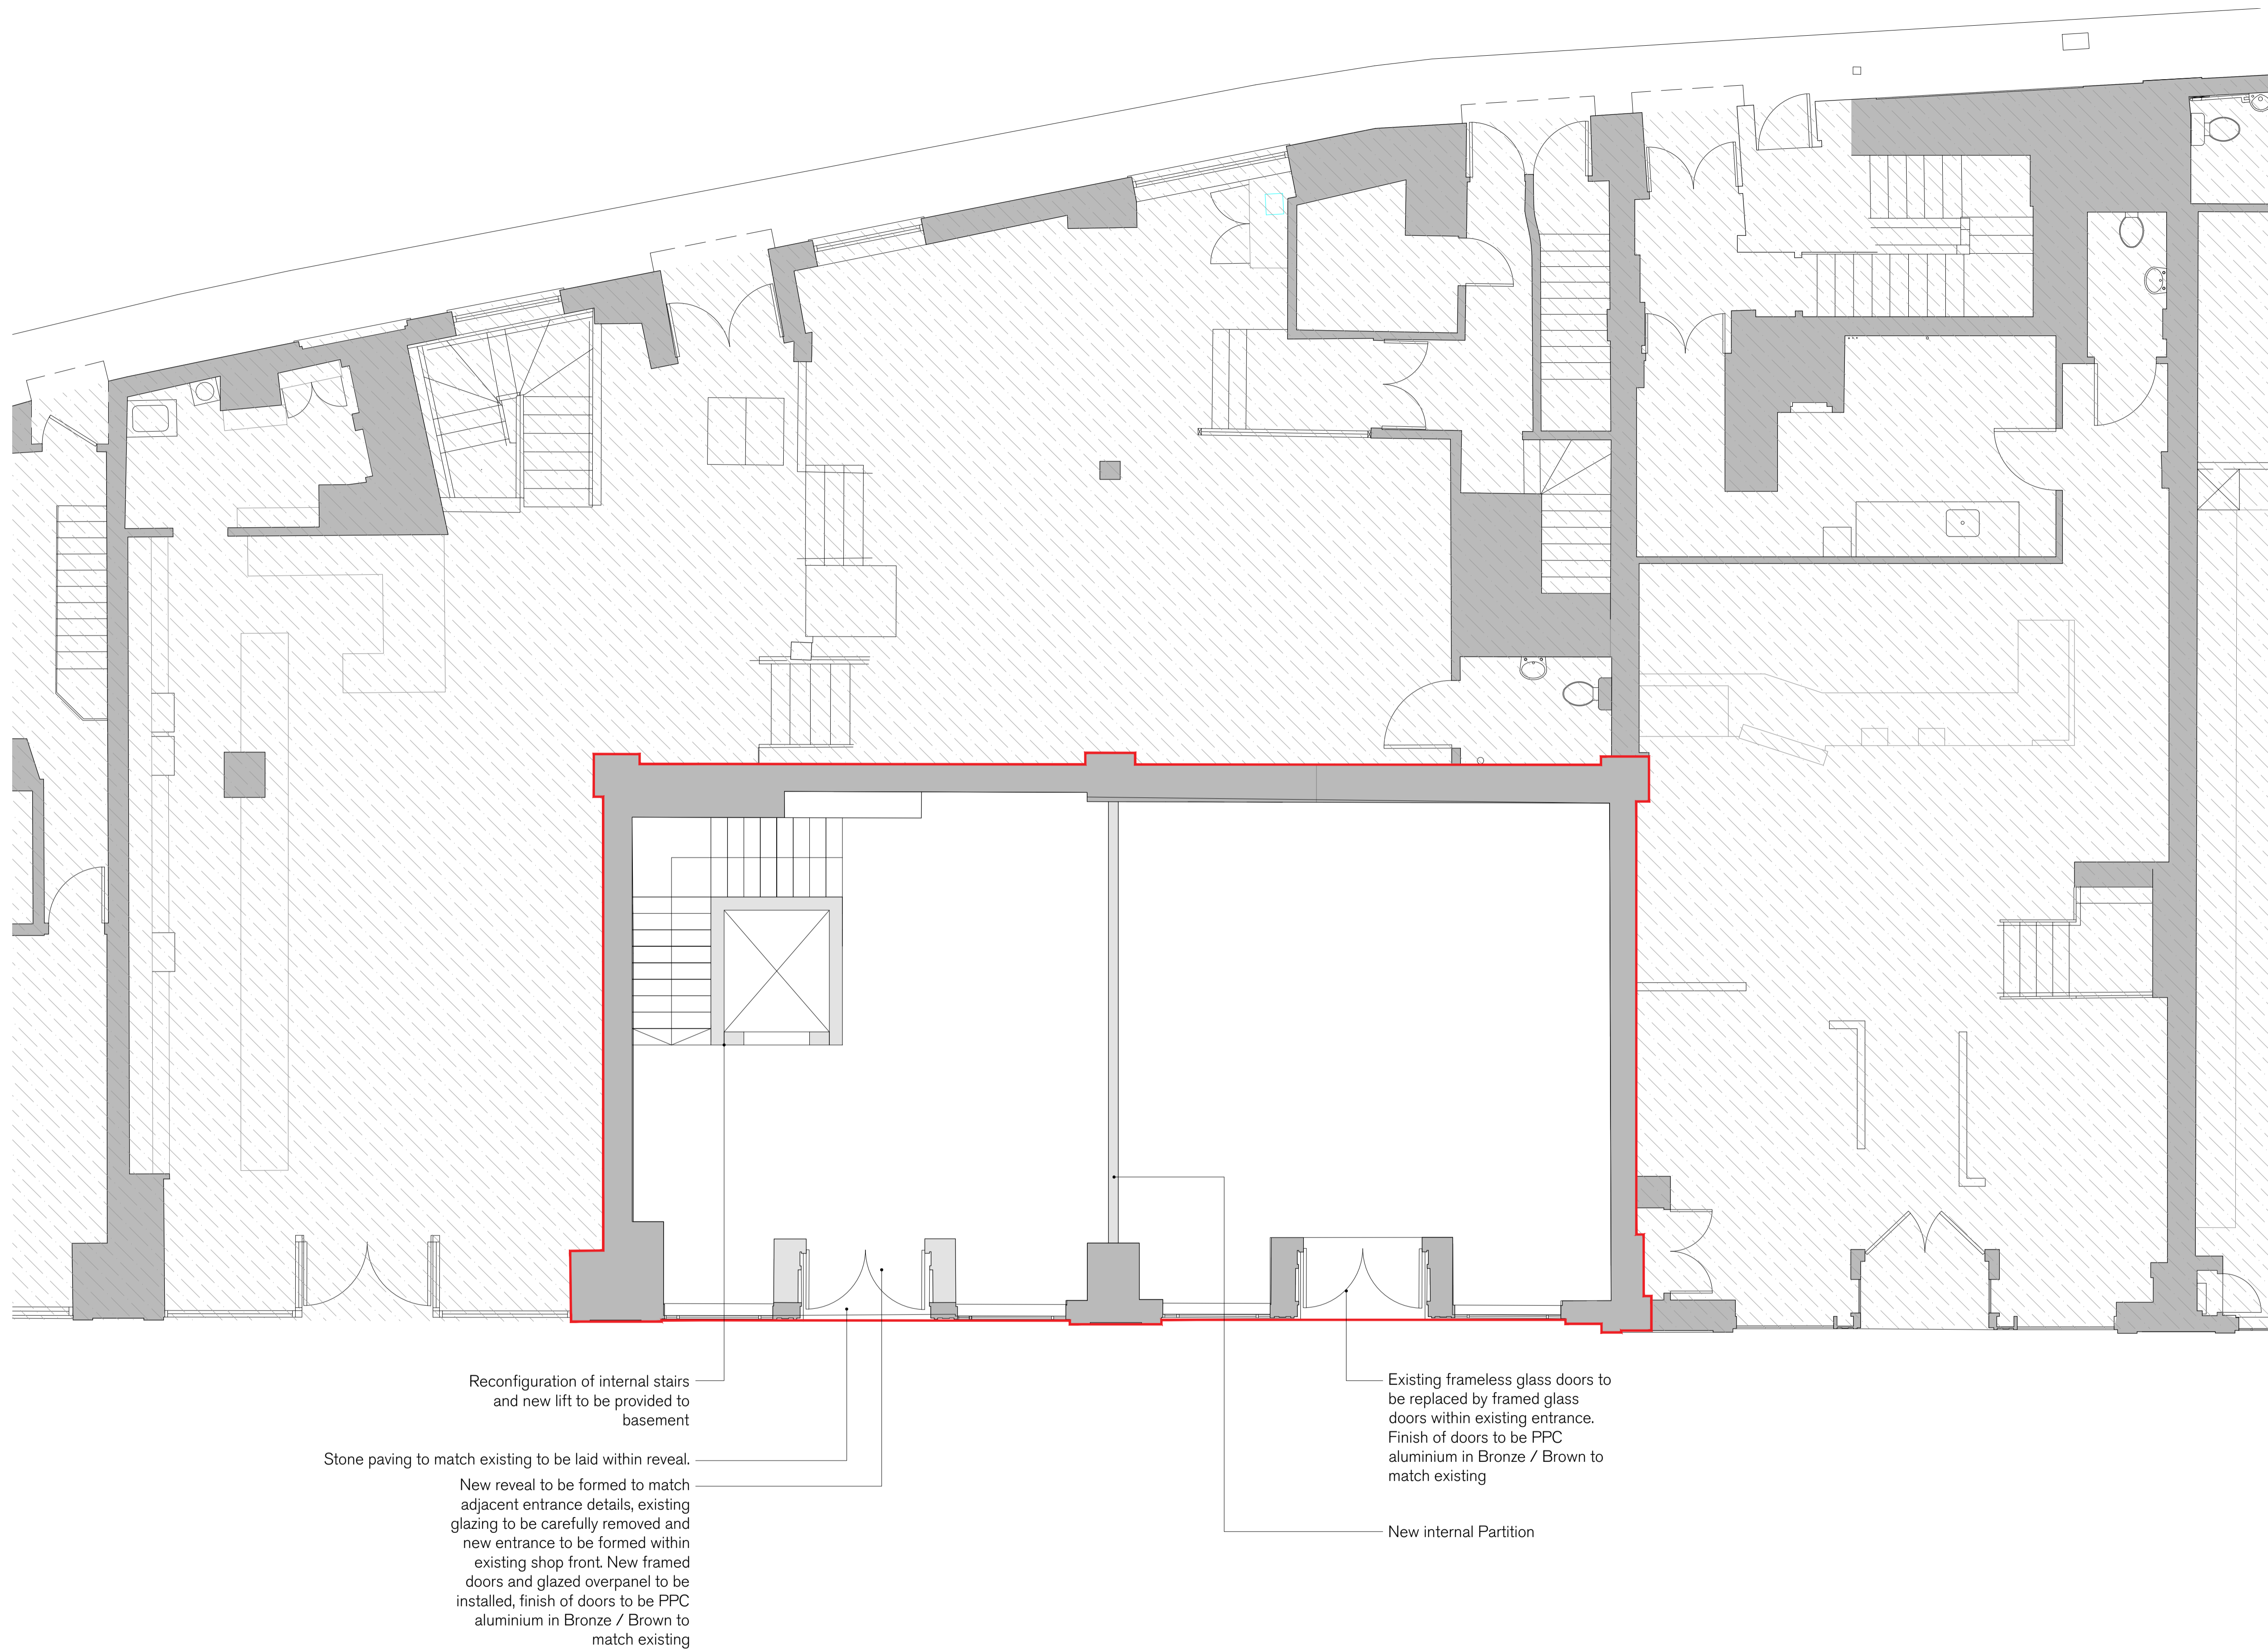 Reconfiguration of internal stairs
and new lift to be provided to
basement
Stone paving to match existing to be laid within reveal.
New reveal to be formed to match
adjacent entrance details, existing
glazing to be carefully removed and
new entrance to be formed within
existing shop front. New framed
doors and glazed overpanel to be
installed, finish of doors to be PPC
aluminium in Bronze / Brown to
match existing
Existing frameless glass doors to
be replaced by framed glass
doors within existing entrance.
Finish of doors to be PPC
aluminium in Bronze / Brown to
match existing
New internal Partition